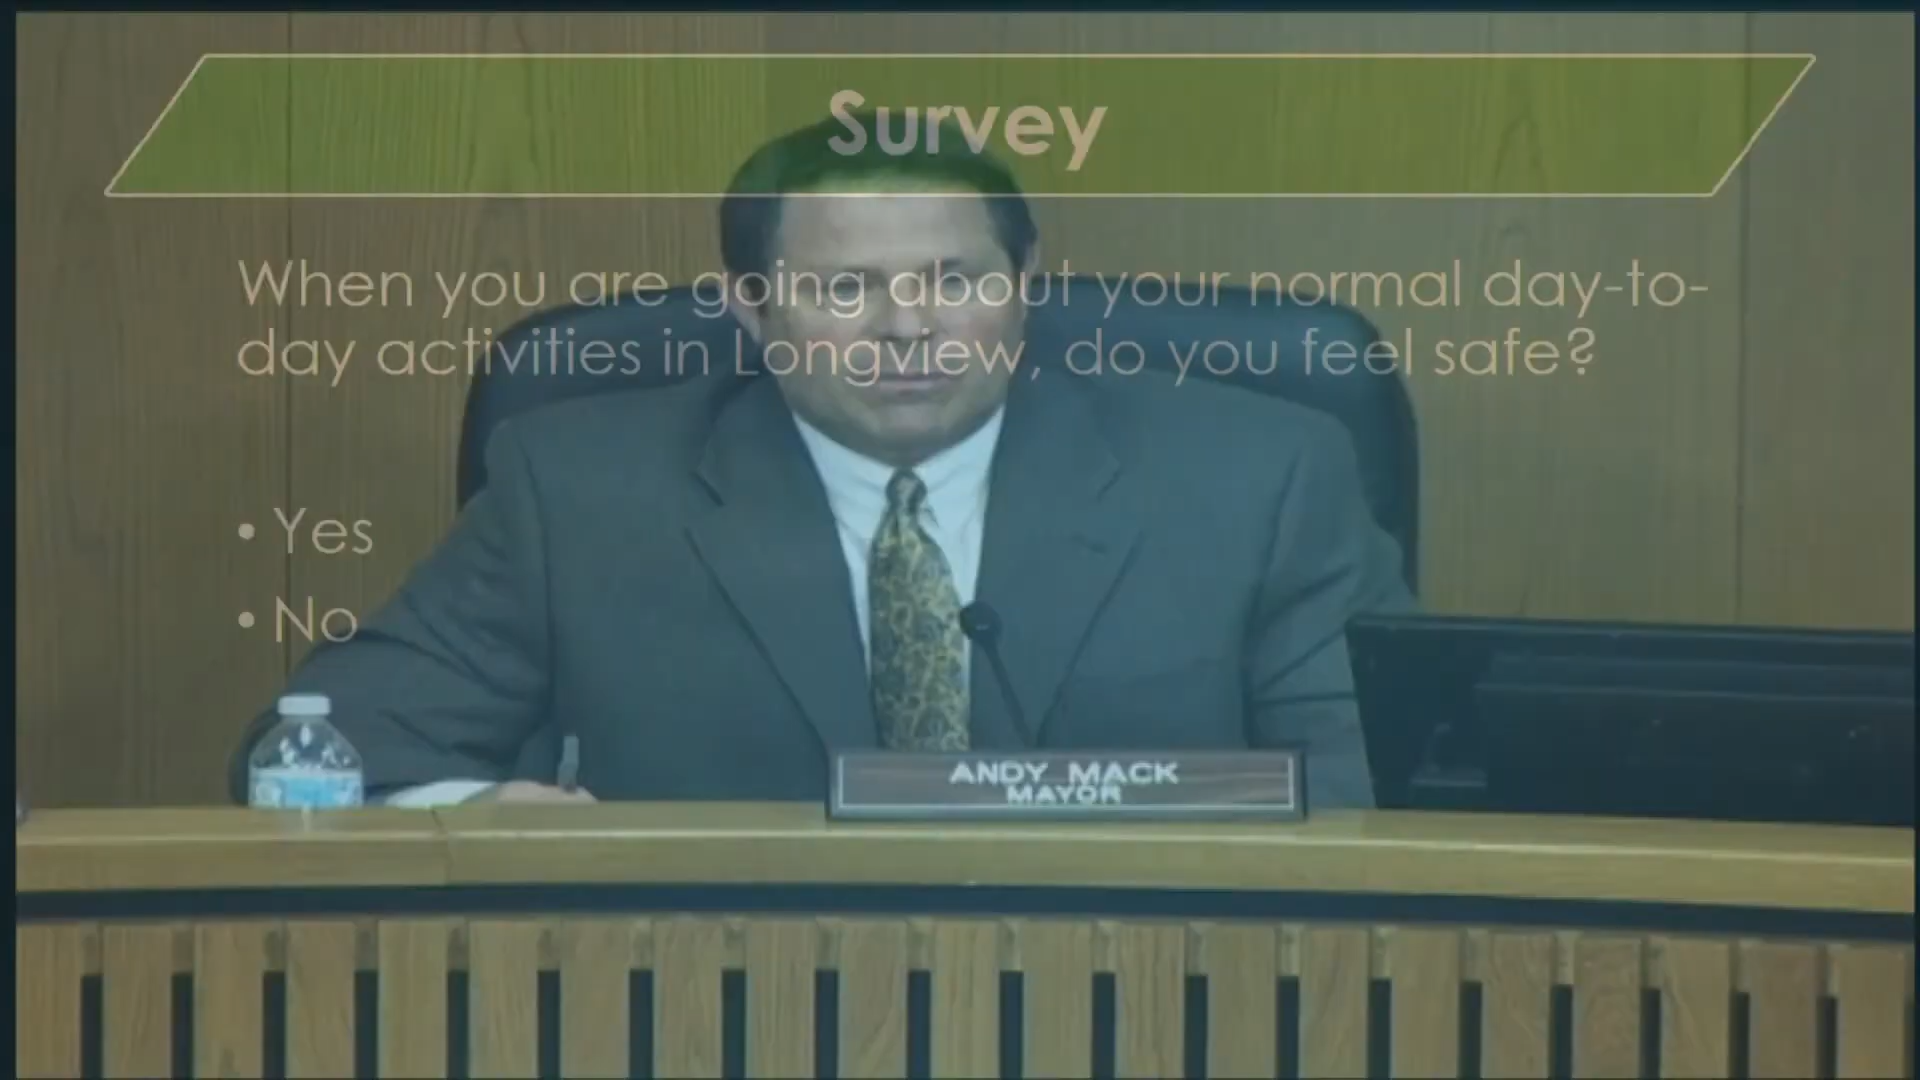 Survey
When you are going about your normal day-to-
day activities in Longview, do you feel safe?
• Yes
• No
ANDY MACK
MAYOR